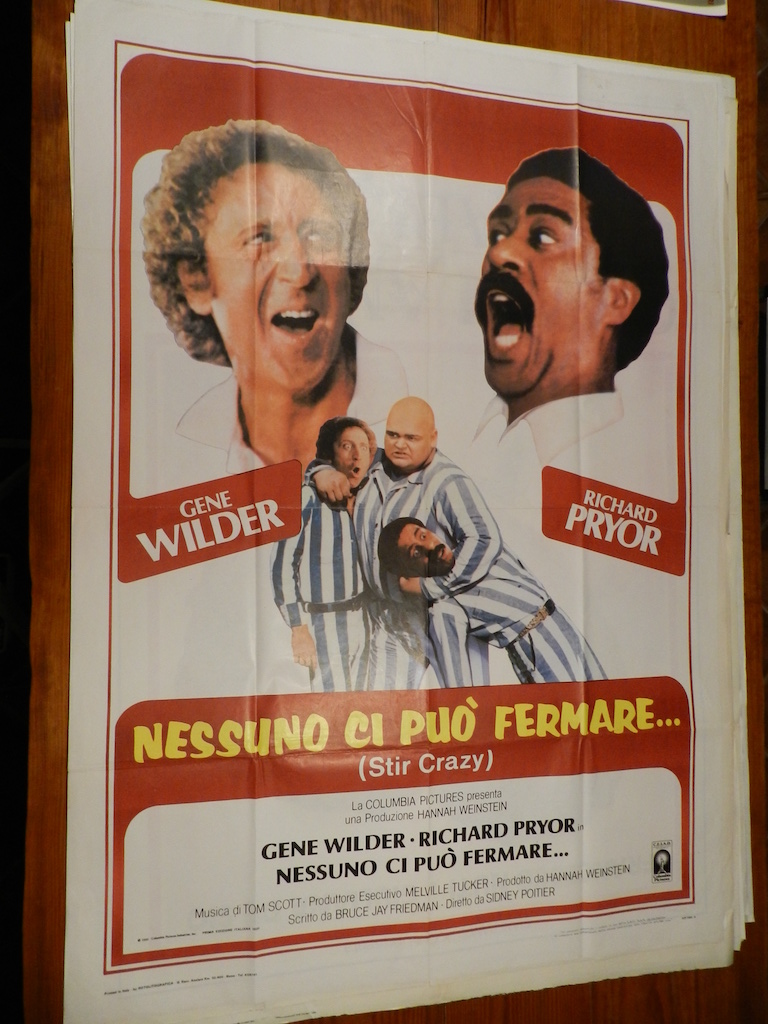 GENE
WILDER
RICHARD
PRYOR
NESSUNO CI PUÒ FERMARE...
(Stir Crazy)
La COLUMBIA PICTURES presenta
una Produzione HANNAH WEINSTEIN
GENE WILDER · RICHARD PRYOR in
NESSUNO CI PUÒ FERMARE...
Musica di TOM SCOTT · Produttore Esecutivo MELVILLE TUCKER · Prodotto da HANNAH WEINSTEIN
Scritto da BRUCE JAY FRIEDMAN · Diretto da SIDNEY POITIER